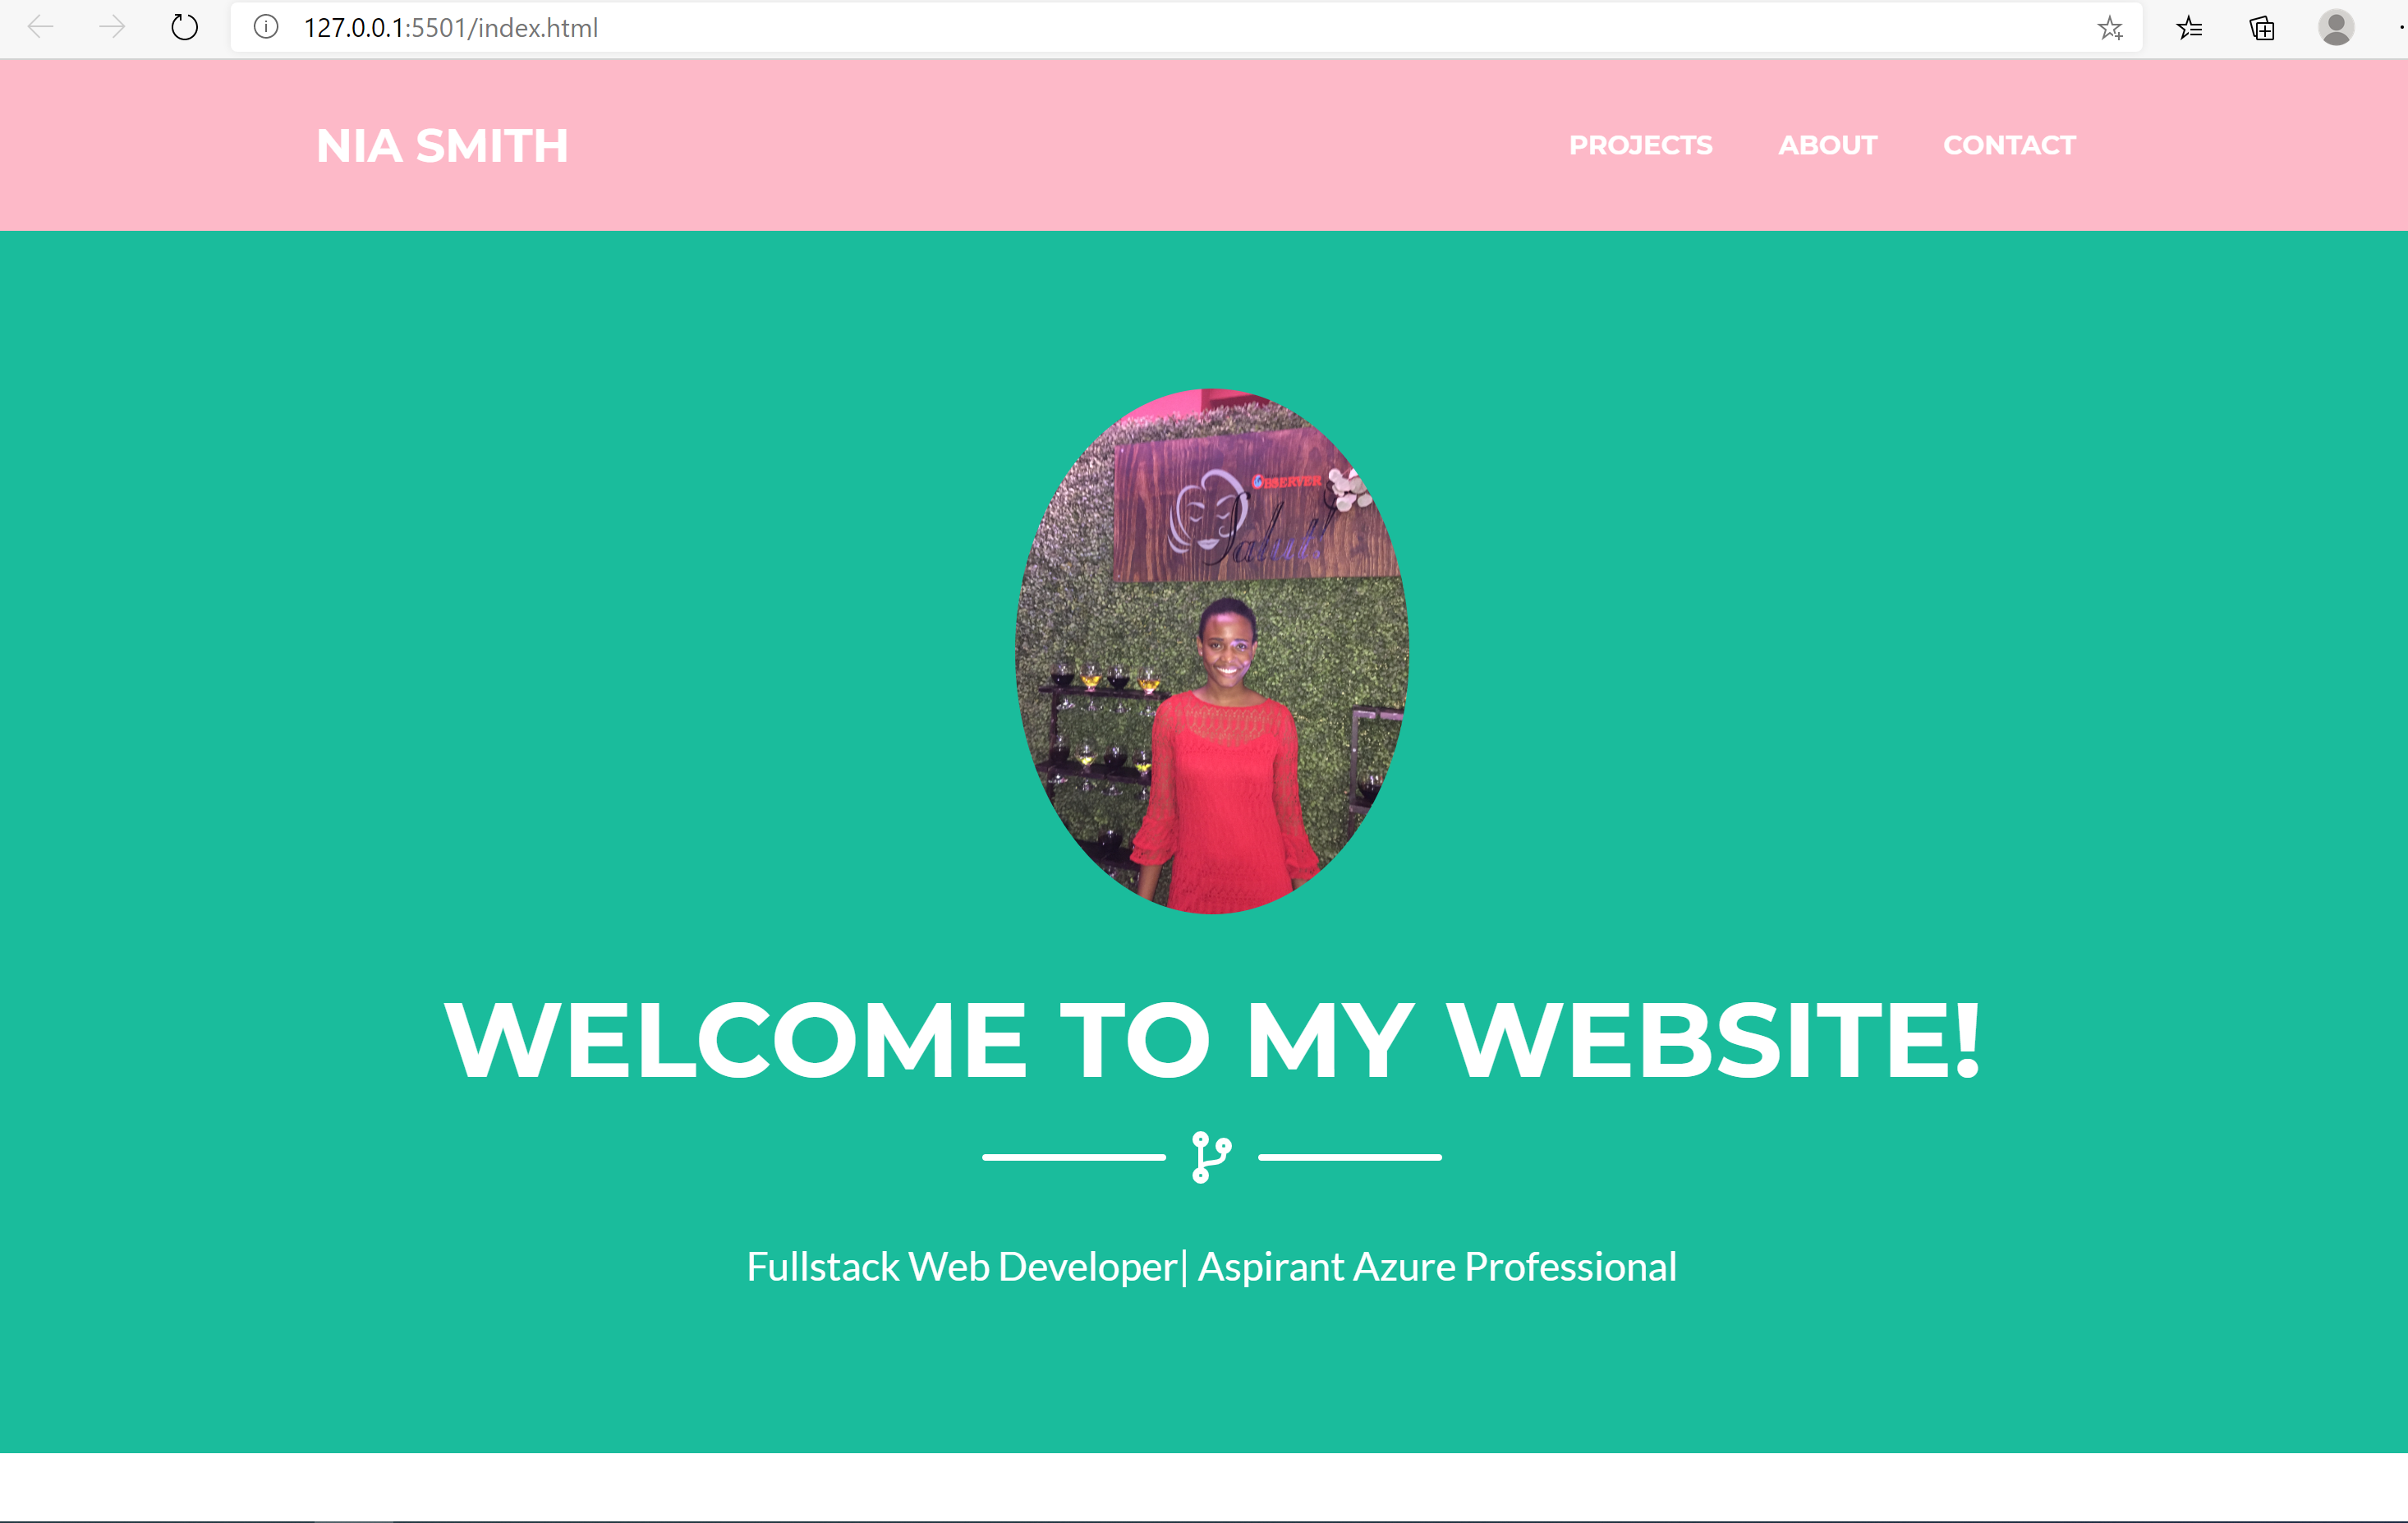 127.0.0.1:5501/index.html
NIA SMITH
PROJECTS ABOUT CONTACT
OBSERVER
Salut!
WELCOME TO MY WEBSITE!
Fullstack Web Developer| Aspirant Azure Professional